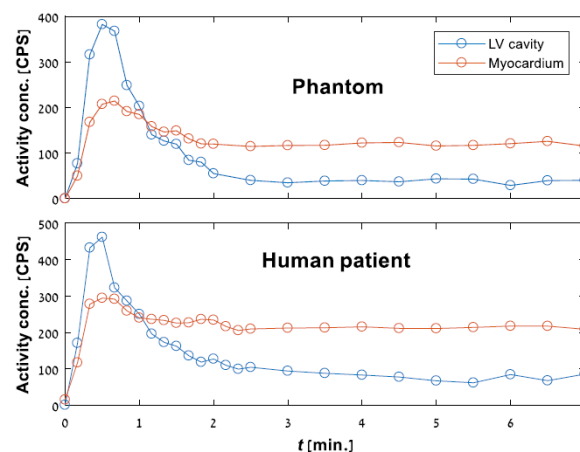 400
300
200
100
0
Activity conc. [CPS]
LV cavity
Myocardium
Phantom
500
400
300
200
100
0
Activity conc. [CPS]
Human patient
0 1 2 3 4 5 6
t [min.]